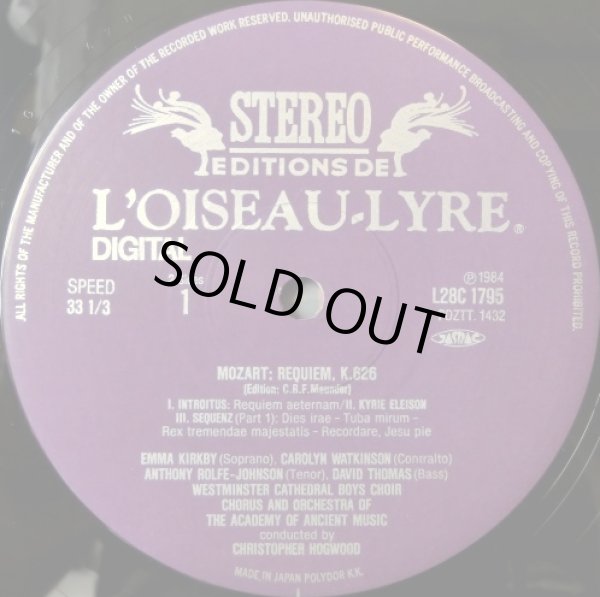 ALL RIGHTS OF THE MANUFACTURER AND OF THE OWNER OF THE RECORDED WORK RESERVED. UNAUTHORISED PUBLIC PERFORMANCE BROADCASTING AND COPYING OF THIS RECORD PROHIBITED.
STEREO
EDITIONS DE
L'OISEAU-LYRE®
DIGITAL
SOLD OUT
SPEED
33 1/3
1
℗ 1984
L28C 1795
1432
JASRAC
MOZART: REQUIEM, K.626
(Edition: C.R.F. Maunder)
I. INTROITUS: Requiem aeternam/II. KYRIE ELEISON
III. SEQUENZ (Part 1); Dies irae - Tuba mirum -
Rex tremendae majestatis - Recordare, Jesu pie
EMMA KIRKBY (Soprano), CAROLYN WATKINSON (Contralto)
ANTHONY ROLFE-JOHNSON (Tenor), DAVID THOMAS (Bass)
WESTMINSTER CATHEDRAL BOYS CHOIR
CHORUS AND ORCHESTRA OF
THE ACADEMY OF ANCIENT MUSIC
conducted by
CHRISTOPHER HOGWOOD
MADE IN JAPAN POLYDOR K.K.